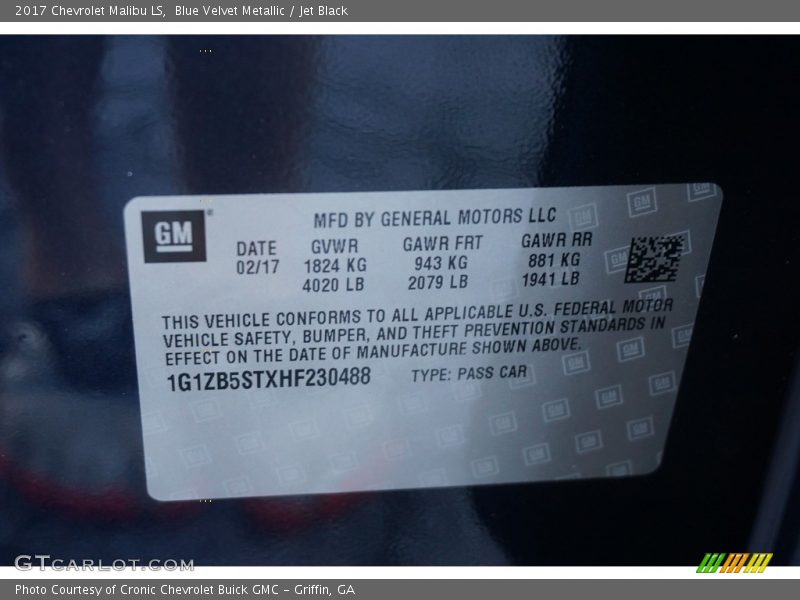 2017 Chevrolet Malibu LS,  Blue Velvet Metallic / Jet Black
GM®
MFD BY GENERAL MOTORS LLC
DATE GVWR GAWR FRT GAWR RR
02/17 1824 KG 943 KG 881 KG
4020 LB 2079 LB 1941 LB
THIS VEHICLE CONFORMS TO ALL APPLICABLE U.S. FEDERAL MOTOR
VEHICLE SAFETY, BUMPER, AND THEFT PREVENTION STANDARDS IN
EFFECT ON THE DATE OF MANUFACTURE SHOWN ABOVE.
1G1ZB5STXHF230488 TYPE: PASS CAR
GTCARLOT.COM
Photo Courtesy of Cronic Chevrolet Buick GMC – Griffin, GA